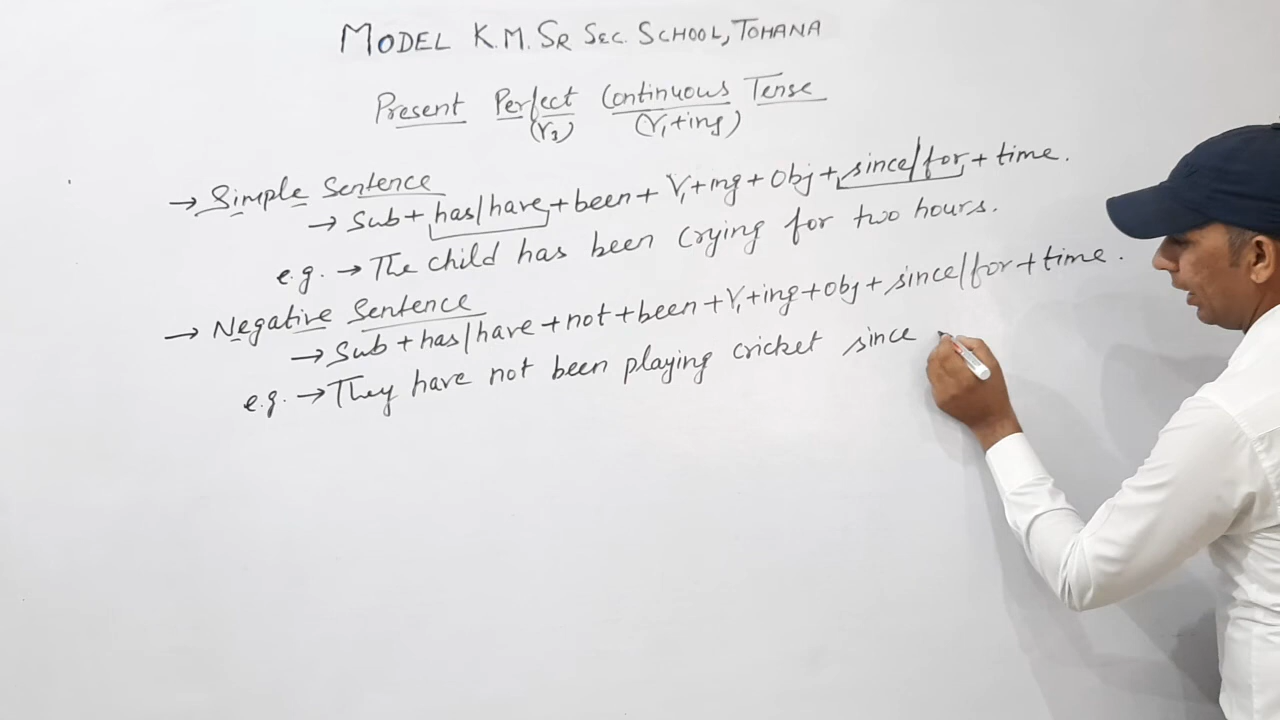 MODEL K.M. SR SEC. SCHOOL, TOHANA
Present Perfect Continuous Tense
(V₃) (V₁+ing)
→ Simple Sentence
→ Sub + has/have + been + V₁+ing + Obj + since/for + time.
e.g. → The child has been crying for two hours.
→ Negative Sentence
→ Sub + has/have + not + been + V₁+ing + Obj + since/for + time.
e.g. → They have not been playing cricket since